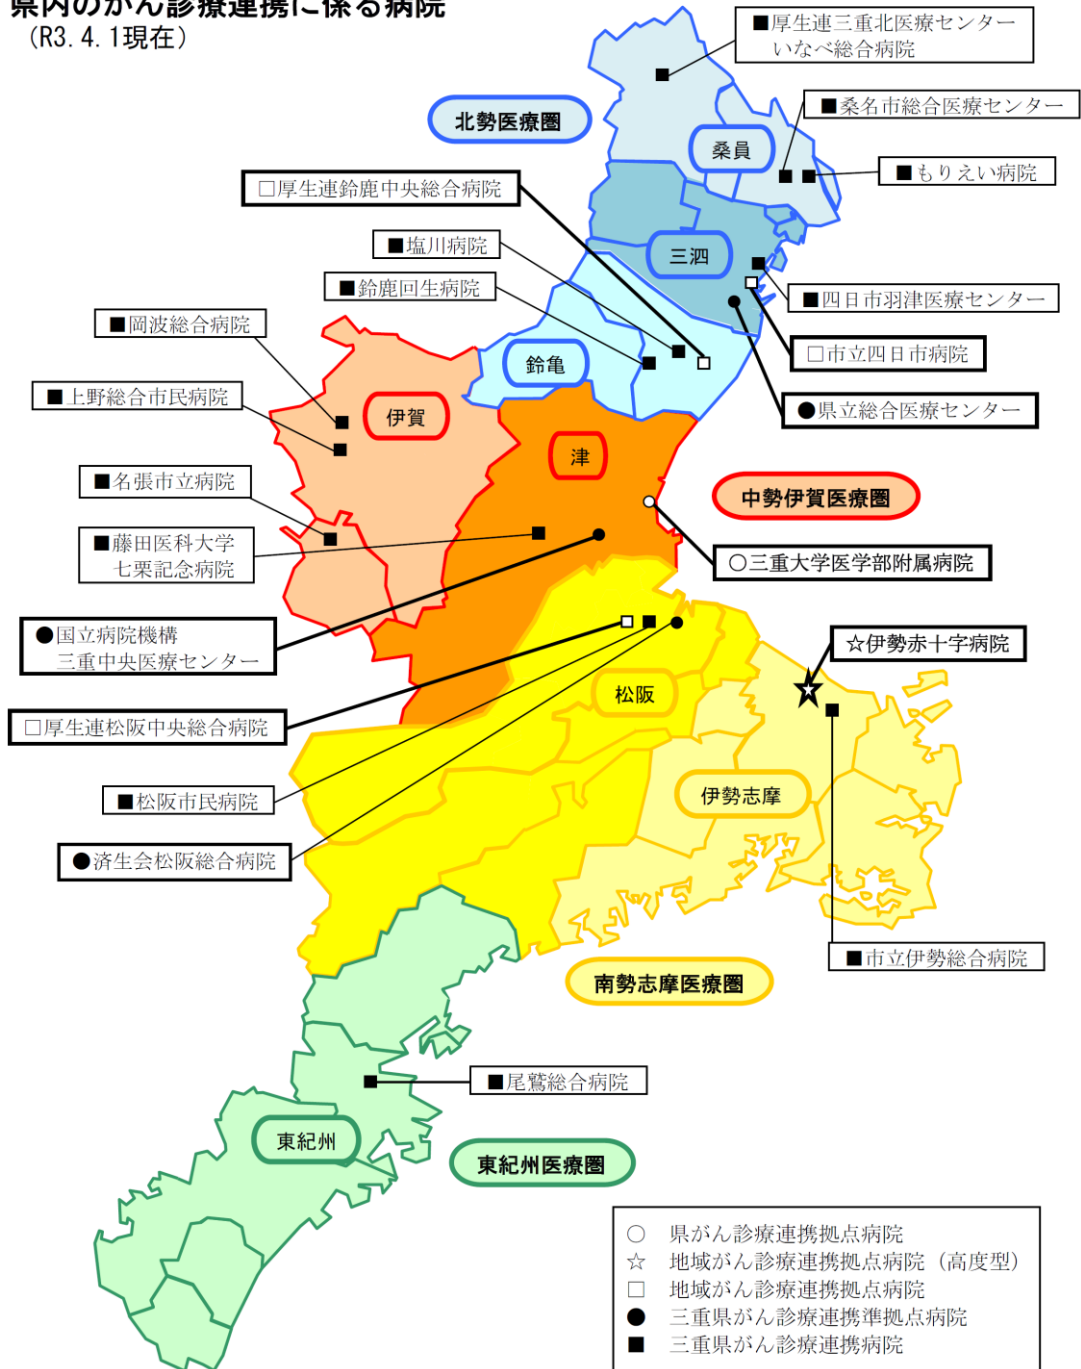 県内のがん診療連携に係る病院
(R3.4.1現在)
■厚生連三重北医療センター
いなべ総合病院
北勢医療圏
■桑名市総合医療センター
桑員
■もりえい病院
□厚生連鈴鹿中央総合病院
■塩川病院
三泗
■鈴鹿回生病院
■四日市羽津医療センター
■岡波総合病院
□市立四日市病院
鈴亀
■上野総合市民病院
伊賀
●県立総合医療センター
津
■名張市立病院
中勢伊賀医療圏
■藤田医科大学
七栗記念病院
○三重大学医学部附属病院
●国立病院機構
三重中央医療センター
☆伊勢赤十字病院
松阪
□厚生連松阪中央総合病院
伊勢志摩
■松阪市民病院
●済生会松阪総合病院
■市立伊勢総合病院
南勢志摩医療圏
■尾鷲総合病院
東紀州
東紀州医療圏
○ 県がん診療連携拠点病院
☆ 地域がん診療連携拠点病院（高度型）
□ 地域がん診療連携拠点病院
● 三重県がん診療連携準拠点病院
■ 三重県がん診療連携病院